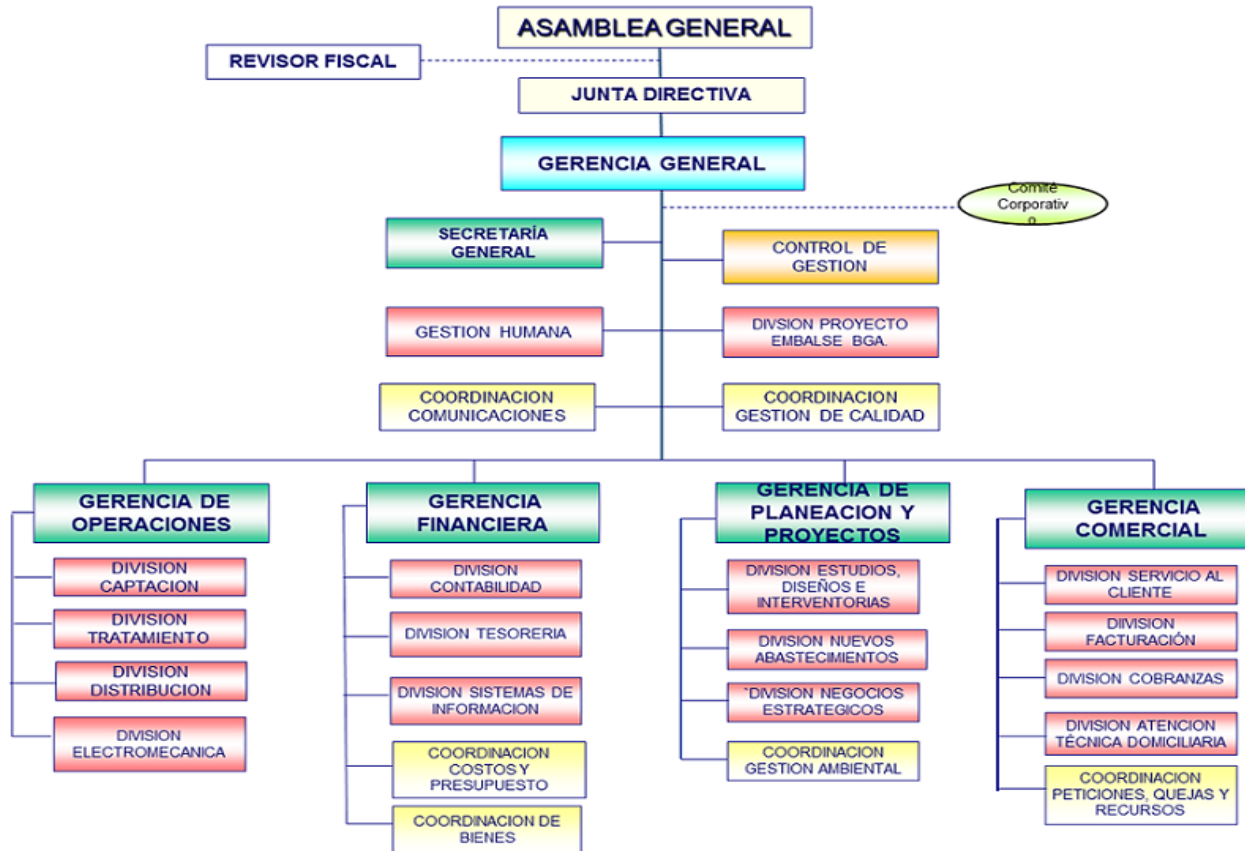 ASAMBLEA GENERAL
REVISOR FISCAL
JUNTA DIRECTIVA
GERENCIA GENERAL
Comité
Corporativ
o
SECRETARÍA
GENERAL
CONTROL DE
GESTION
GESTION HUMANA
DIVSION PROYECTO
EMBALSE BGA.
COORDINACION
COMUNICACIONES
COORDINACION
GESTION DE CALIDAD
GERENCIA DE
OPERACIONES
DIVISION
CAPTACION
DIVISION
TRATAMIENTO
DIVISION
DISTRIBUCION
DIVISION
ELECTROMECANICA
GERENCIA
FINANCIERA
DIVISION
CONTABILIDAD
DIVISION TESORERIA
DIVISION SISTEMAS DE
INFORMACION
COORDINACION
COSTOS Y
PRESUPUESTO
COORDINACION DE
BIENES
GERENCIA DE
PLANEACION Y
PROYECTOS
DIVISION ESTUDIOS,
DISEÑOS E
INTERVENTORIAS
DIVISION NUEVOS
ABASTECIMIENTOS
`DIVISION NEGOCIOS
ESTRATEGICOS
COORDINACION
GESTION AMBIENTAL
GERENCIA
COMERCIAL
DIVISION SERVICIO AL
CLIENTE
DIVISION
FACTURACIÓN
DIVISION COBRANZAS
DIVISION ATENCION
TÉCNICA DOMICILIARIA
COORDINACION
PETICIONES, QUEJAS Y
RECURSOS